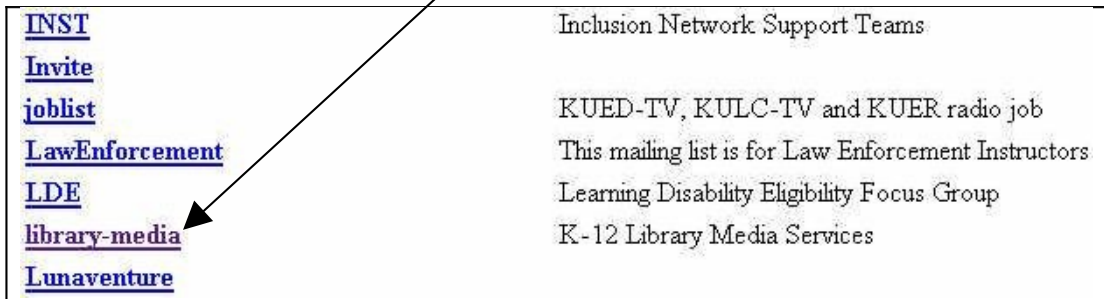 INST Inclusion Network Support Teams
Invite
joblist KUED-TV, KULC-TV and KUER radio job
LawEnforcement This mailing list is for Law Enforcement Instructors
LDE Learning Disability Eligibility Focus Group
library-media K-12 Library Media Services
Lunaventure